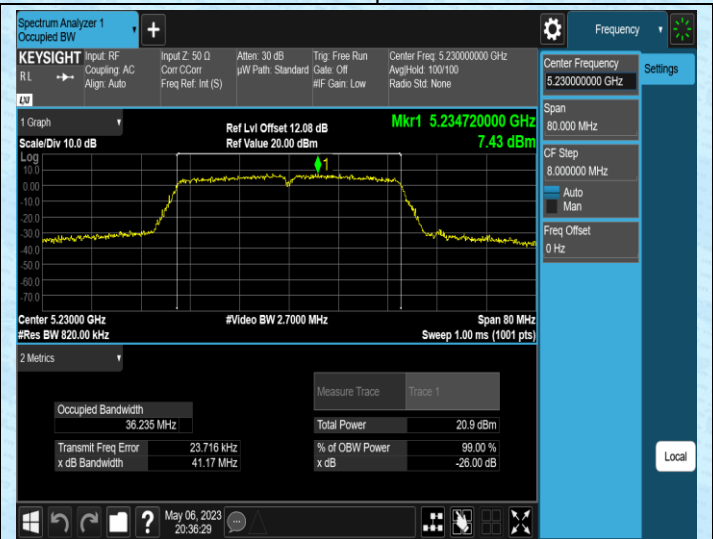 Spectrum Analyzer 1
Occupied BW
Frequency
KEYSIGHT
R L
LXI
Input: RF
Coupling: AC
Align: Auto
Input Z: 50 Ω
Corr CCorr
Freq Ref: Int (S)
Atten: 30 dB
µW Path: Standard
Trig: Free Run
Gate: Off
#IF Gain: Low
Center Freq: 5.230000000 GHz
Avg|Hold: 100/100
Radio Std: None
Center Frequency
5.230000000 GHz
Settings
Span
80.000 MHz
CF Step
8.000000 MHz
Auto
Man
Freq Offset
0 Hz
1 Graph
Scale/Div 10.0 dB
Ref Lvl Offset 12.08 dB
Ref Value 20.00 dBm
Mkr1 5.234720000 GHz
7.43 dBm
Log
10.0
0.00
-10.0
-20.0
-30.0
-40.0
-50.0
-60.0
-70.0
1
Center 5.23000 GHz
#Res BW 820.00 kHz
#Video BW 2.7000 MHz
Span 80 MHz
Sweep 1.00 ms (1001 pts)
2 Metrics
Measure Trace Trace 1
Occupied Bandwidth
36.235 MHz
Total Power 20.9 dBm
Transmit Freq Error 23.716 kHz
% of OBW Power 99.00 %
x dB Bandwidth 41.17 MHz
x dB -26.00 dB
Local
?
May 06, 2023
20:36:29